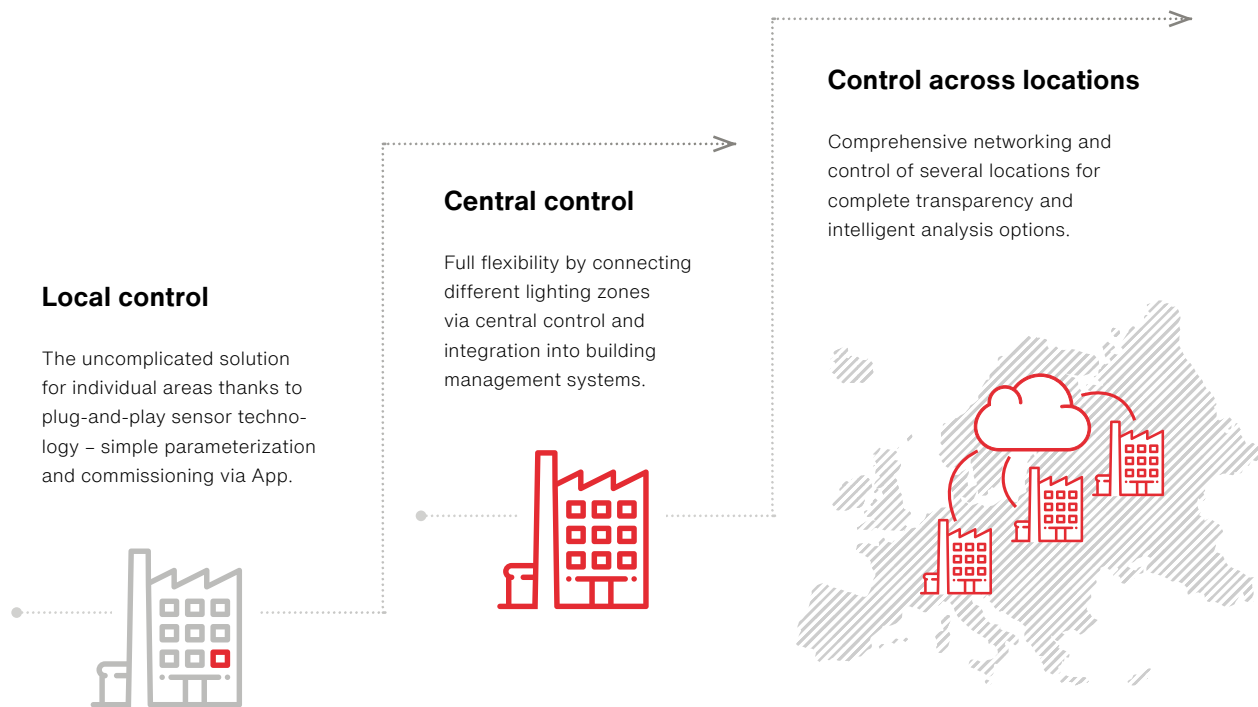 Local control
The uncomplicated solution
for individual areas thanks to
plug-and-play sensor techno-
logy – simple parameterization
and commissioning via App.
Central control
Full flexibility by connecting
different lighting zones
via central control and
integration into building
management systems.
Control across locations
Comprehensive networking and
control of several locations for
complete transparency and
intelligent analysis options.